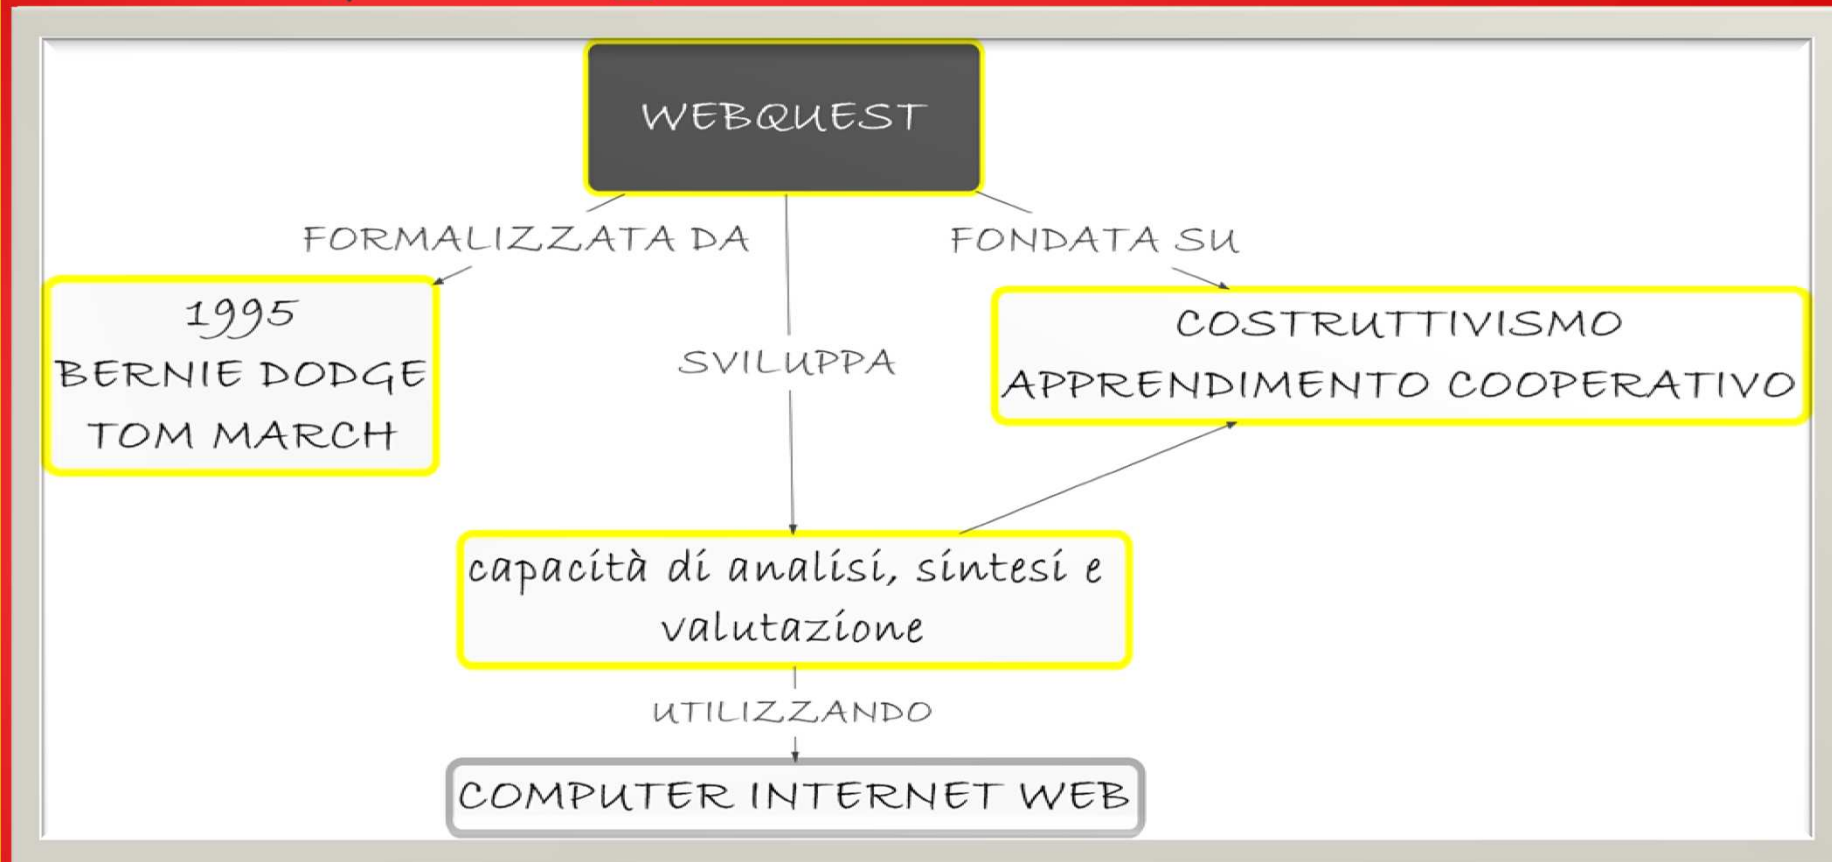 WEBQUEST
FORMALIZZATA DA
FONDATA SU
1995
BERNIE DODGE
TOM MARCH
SVILUPPA
COSTRUTTIVISMO
APPRENDIMENTO COOPERATIVO
capacità di analisi, sintesi e
valutazione
UTILIZZANDO
COMPUTER INTERNET WEB